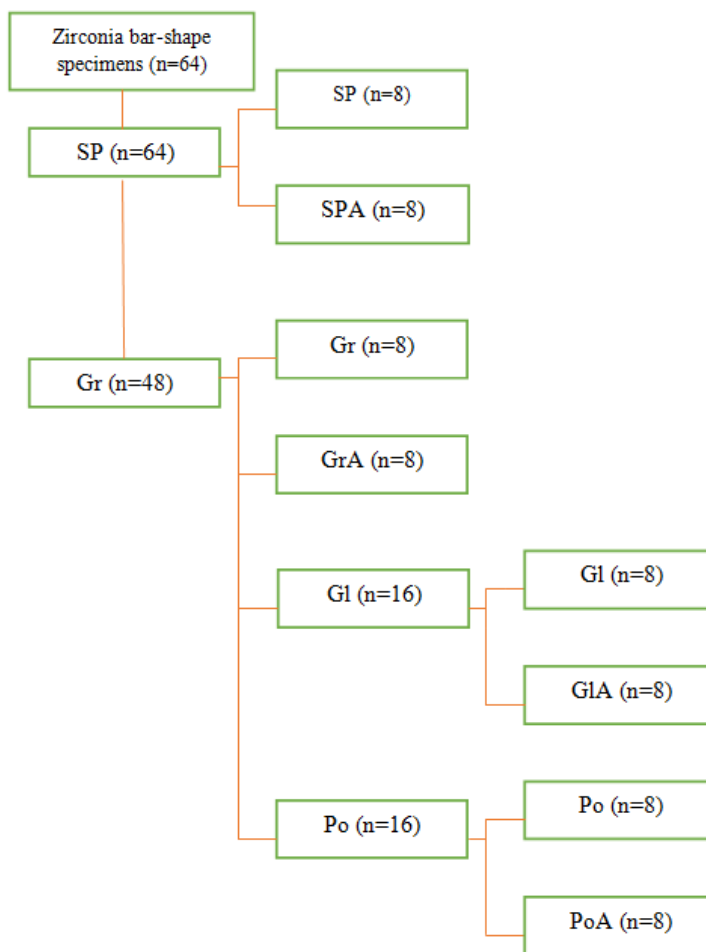 Zirconia bar-shape
specimens (n=64)
SP (n=64)
SP (n=8)
SPA (n=8)
Gr (n=48)
Gr (n=8)
GrA (n=8)
Gl (n=16)
Gl (n=8)
GlA (n=8)
Po (n=16)
Po (n=8)
PoA (n=8)